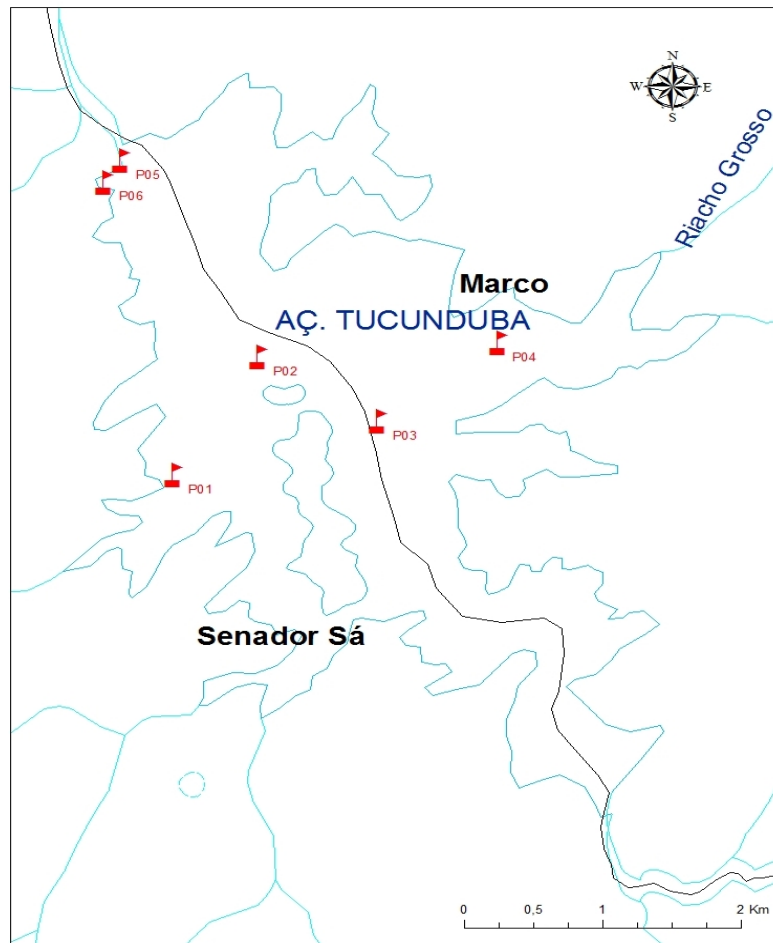 N
W E
S
Riacho Grosso
P05
P06
Marco
AÇ. TUCUNDUBA
P04
P02
P03
P01
Senador Sá
0 0,5 1 2 Km